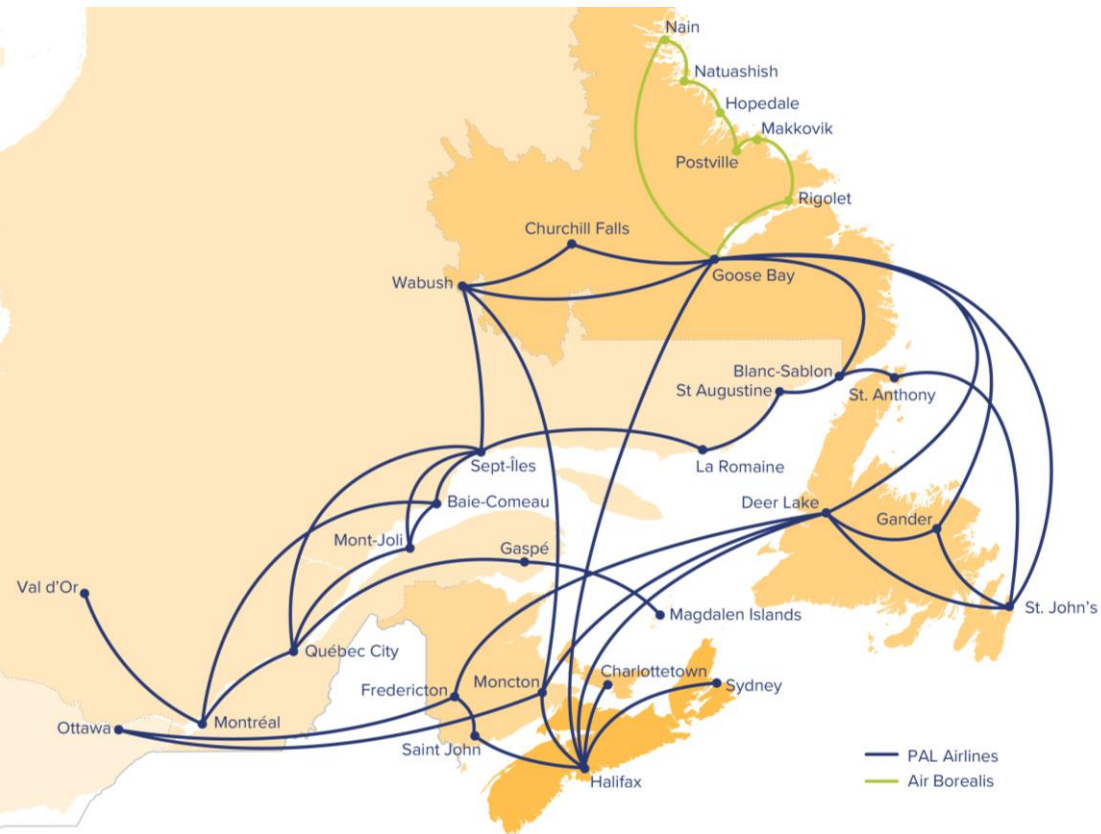 Nain
Natuashish
Hopedale
Makkovik
Postville
Rigolet
Churchill Falls
Goose Bay
Wabush
Blanc-Sablon
St Augustine
St. Anthony
Sept-Îles
La Romaine
Baie-Comeau
Deer Lake
Gander
Mont-Joli
Gaspé
Val d’Or
St. John’s
Magdalen Islands
Québec City
Charlottetown
Moncton
Sydney
Fredericton
Montréal
Ottawa
Saint John
Halifax
PAL Airlines
Air Borealis